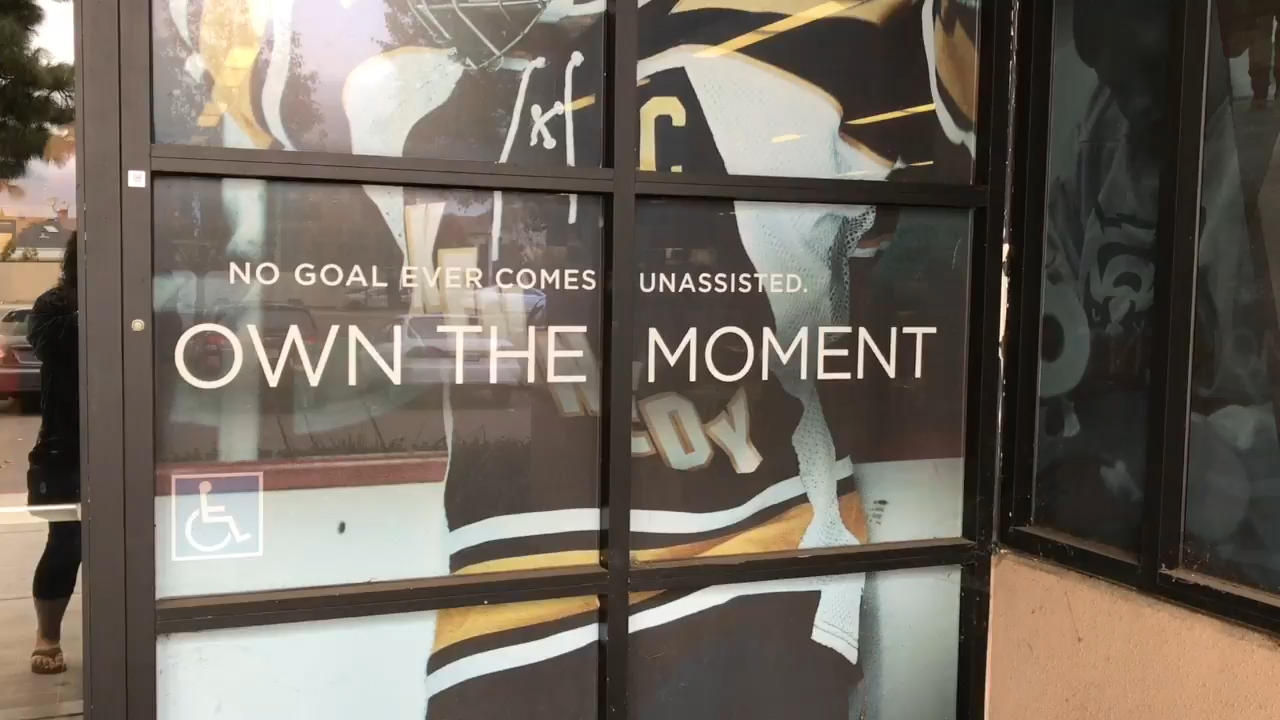 C
NO GOAL EVER COMES UNASSISTED.
OWN THE MOMENT